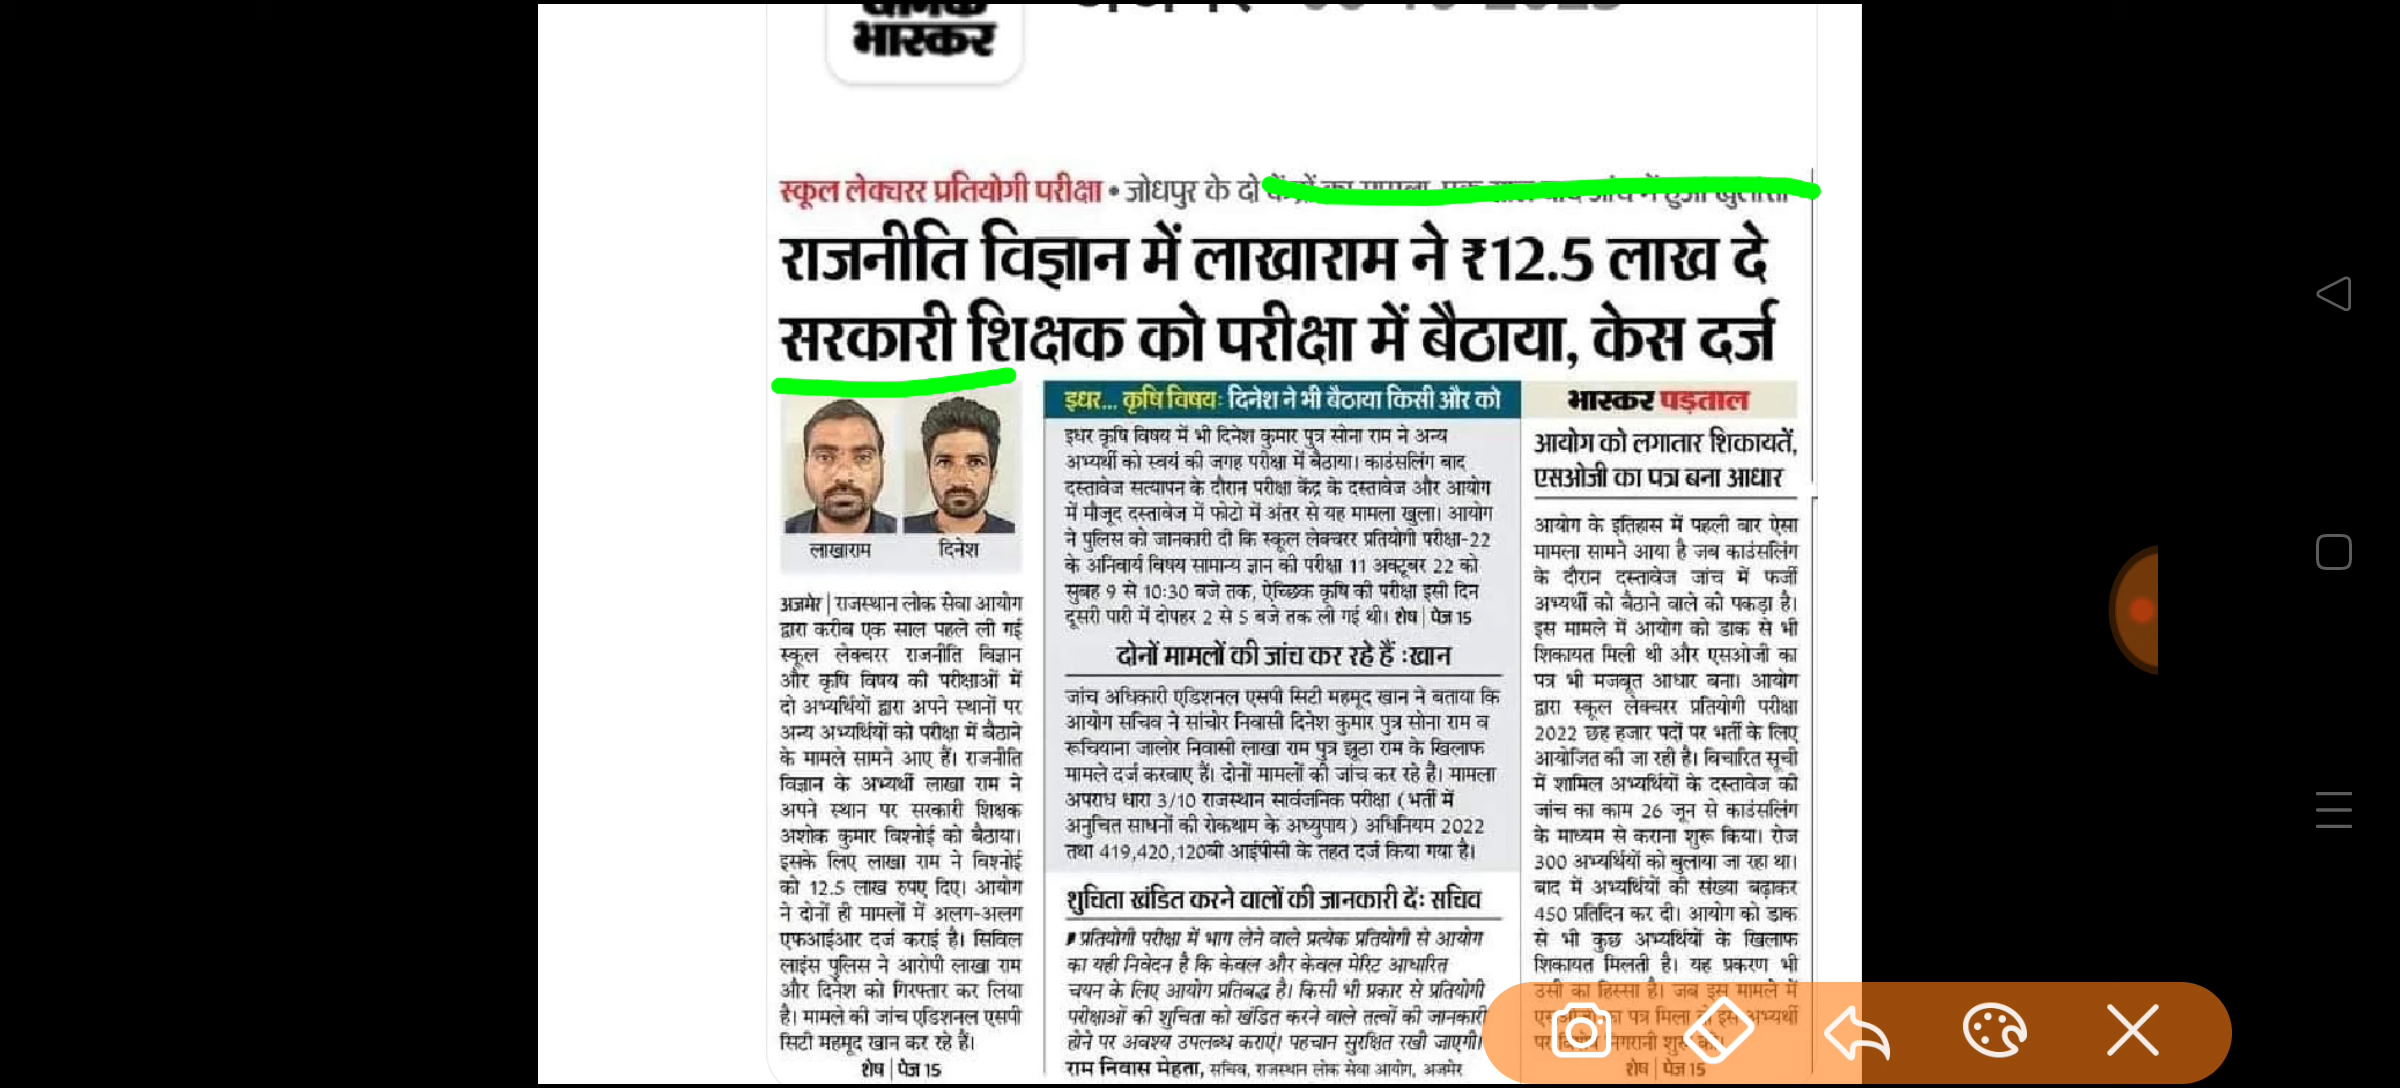 भास्कर
स्कूल लेक्चरर प्रतियोगी परीक्षा • जोधपुर के दो
राजनीति विज्ञान में लाखाराम ने ₹12.5 लाख दे
सरकारी शिक्षक को परीक्षा में बैठाया, केस दर्ज
लाखाराम
दिनेश
अजमेर | राजस्थान लोक सेवा आयोग
द्वारा करीब एक साल पहले ली गई
स्कूल लेक्चरर राजनीति विज्ञान
और कृषि विषय की परीक्षाओं में
दो अभ्यर्थियों द्वारा अपने स्थानों पर
अन्य अभ्यर्थियों को परीक्षा में बैठाने
के मामले सामने आए हैं। राजनीति
विज्ञान के अभ्यर्थी लाखा राम ने
अपने स्थान पर सरकारी शिक्षक
अशोक कुमार विश्नोई को बैठाया।
इसके लिए लाखा राम ने विश्नोई
को 12.5 लाख रुपए दिए। आयोग
ने दोनों ही मामलों में अलग-अलग
एफआईआर दर्ज कराई है। सिविल
लाइंस पुलिस ने आरोपी लाखा राम
और दिनेश को गिरफ्तार कर लिया
है। मामले की जांच एडिशनल एसपी
सिटी महमूद खान कर रहे हैं।
शेष | पेज 15
इधर... कृषि विषय: दिनेश ने भी बैठाया किसी और को
इधर कृषि विषय में भी दिनेश कुमार पुत्र सोना राम ने अन्य
अभ्यर्थी को स्वयं की जगह परीक्षा में बैठाया। काउंसलिंग बाद
दस्तावेज सत्यापन के दौरान परीक्षा केंद्र के दस्तावेज और आयोग
में मौजूद दस्तावेज में फोटो में अंतर से यह मामला खुला। आयोग
ने पुलिस को जानकारी दी कि स्कूल लेक्चरर प्रतियोगी परीक्षा-22
के अनिवार्य विषय सामान्य ज्ञान की परीक्षा 11 अक्टूबर 22 को
सुबह 9 से 10:30 बजे तक, ऐच्छिक कृषि की परीक्षा इसी दिन
दूसरी पारी में दोपहर 2 से 5 बजे तक ली गई थी। शेष | पेज 15
दोनों मामलों की जांच कर रहे हैं :खान
जांच अधिकारी एडिशनल एसपी सिटी महमूद खान ने बताया कि
आयोग सचिव ने सांचोर निवासी दिनेश कुमार पुत्र सोना राम व
रूचियाना जालोर निवासी लाखा राम पुत्र झूठा राम के खिलाफ
मामले दर्ज करवाए हैं। दोनों मामलों की जांच कर रहे है। मामला
अपराध धारा 3/10 राजस्थान सार्वजनिक परीक्षा (भर्ती में
अनुचित साधनों की रोकथाम के अध्युपाय) अधिनियम 2022
तथा 419,420,120बी आईपीसी के तहत दर्ज किया गया है।
शुचिता खंडित करने वालों की जानकारी दें: सचिव
प्रतियोगी परीक्षा में भाग लेने वाले प्रत्येक प्रतियोगी से आयोग
का यही निवेदन है कि केवल और केवल मेरिट आधारित
चयन के लिए आयोग प्रतिबद्ध है। किसी भी प्रकार से प्रतियोगी
परीक्षाओं की शुचिता को खंडित करने वाले तत्वों की जानकारी
होने पर अवश्य उपलब्ध कराएं। पहचान सुरक्षित रखी जाएगी।
राम निवास मेहता, सचिव, राजस्थान लोक सेवा आयोग, अजमेर
भास्कर पड़ताल
आयोग को लगातार शिकायतें,
एसओजी का पत्र बना आधार
आयोग के इतिहास में पहली बार ऐसा
मामला सामने आया है जब काउंसलिंग
के दौरान दस्तावेज जांच में फर्जी
अभ्यर्थी को बैठाने वाले को पकड़ा है।
इस मामले में आयोग को डाक से भी
शिकायत मिली थी और एसओजी का
पत्र भी मजबूत आधार बना। आयोग
द्वारा स्कूल लेक्चरर प्रतियोगी परीक्षा
2022 छह हजार पदों पर भर्ती के लिए
आयोजित की जा रही है। विचारित सूची
में शामिल अभ्यर्थियों के दस्तावेज की
जांच का काम 26 जून से काउंसलिंग
के माध्यम से कराना शुरू किया। रोज
300 अभ्यर्थियों को बुलाया जा रहा था।
बाद में अभ्यर्थियों की संख्या बढ़ाकर
450 प्रतिदिन कर दी। आयोग को डाक
से भी कुछ अभ्यर्थियों के खिलाफ
शिकायत मिलती है। यह प्रकरण भी
उसी का हिस्सा है। जब इस मामले में
पत्र मिला इस अभ्यर्थी
पर निगरानी शुरू
शेष | पेज 15